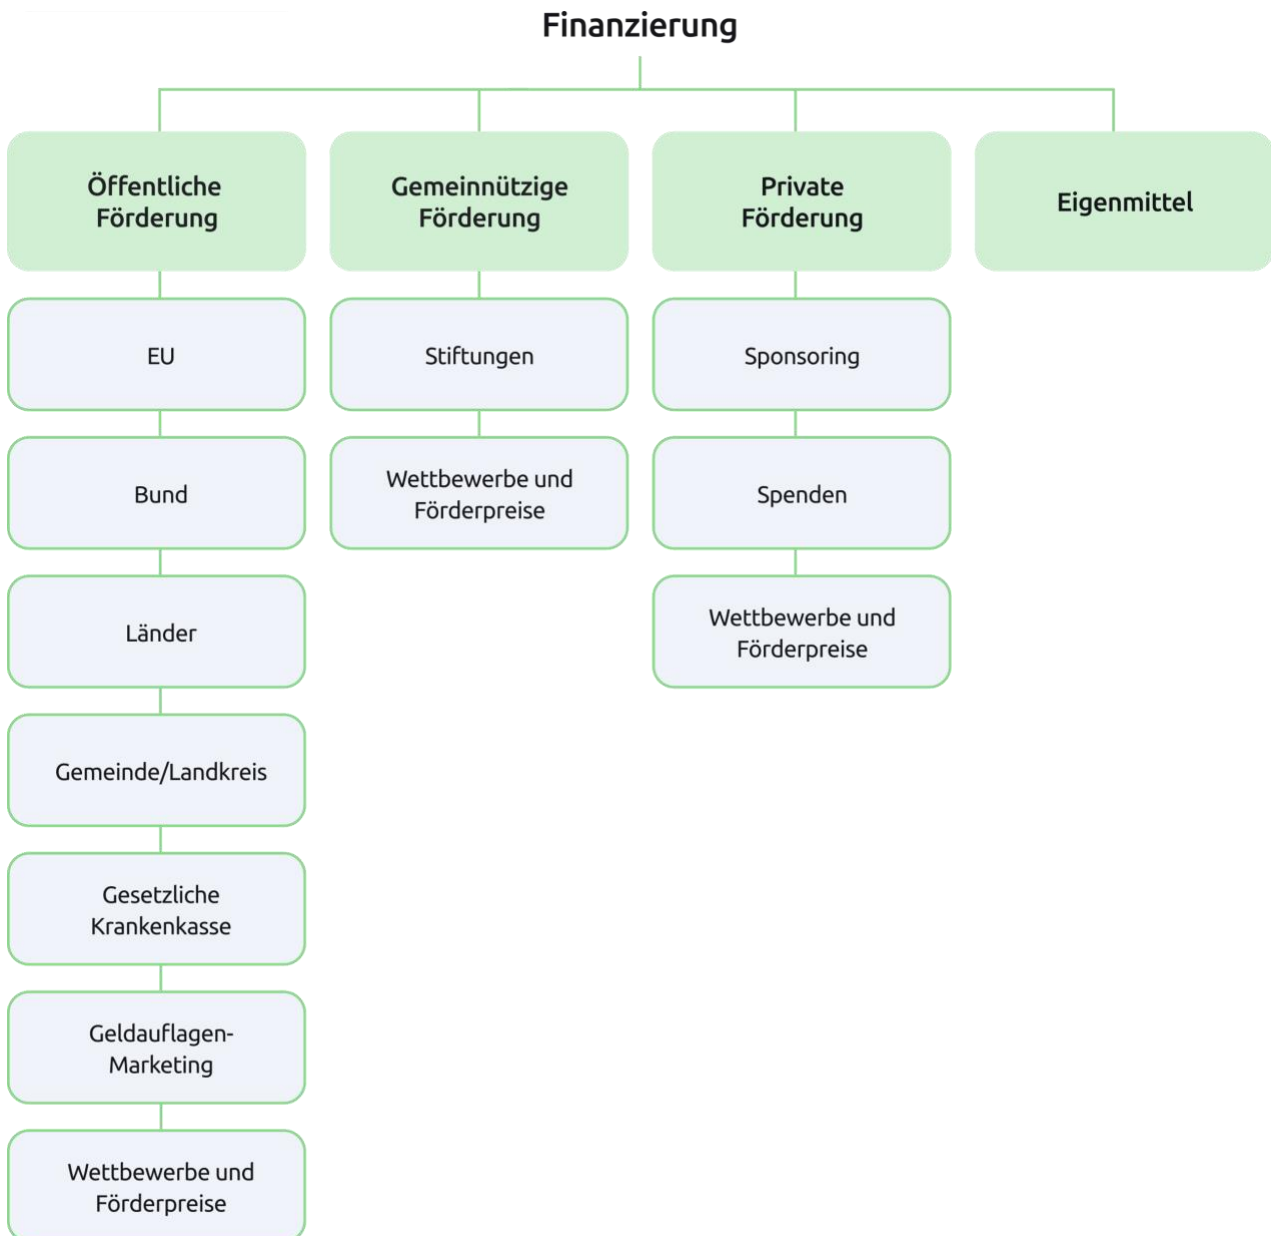 Finanzierung
Öffentliche
Förderung
Gemeinnützige
Förderung
Private
Förderung
Eigenmittel
EU
Bund
Länder
Gemeinde/Landkreis
Gesetzliche
Krankenkasse
Geldauflagen-
Marketing
Wettbewerbe und
Förderpreise
Stiftungen
Wettbewerbe und
Förderpreise
Sponsoring
Spenden
Wettbewerbe und
Förderpreise